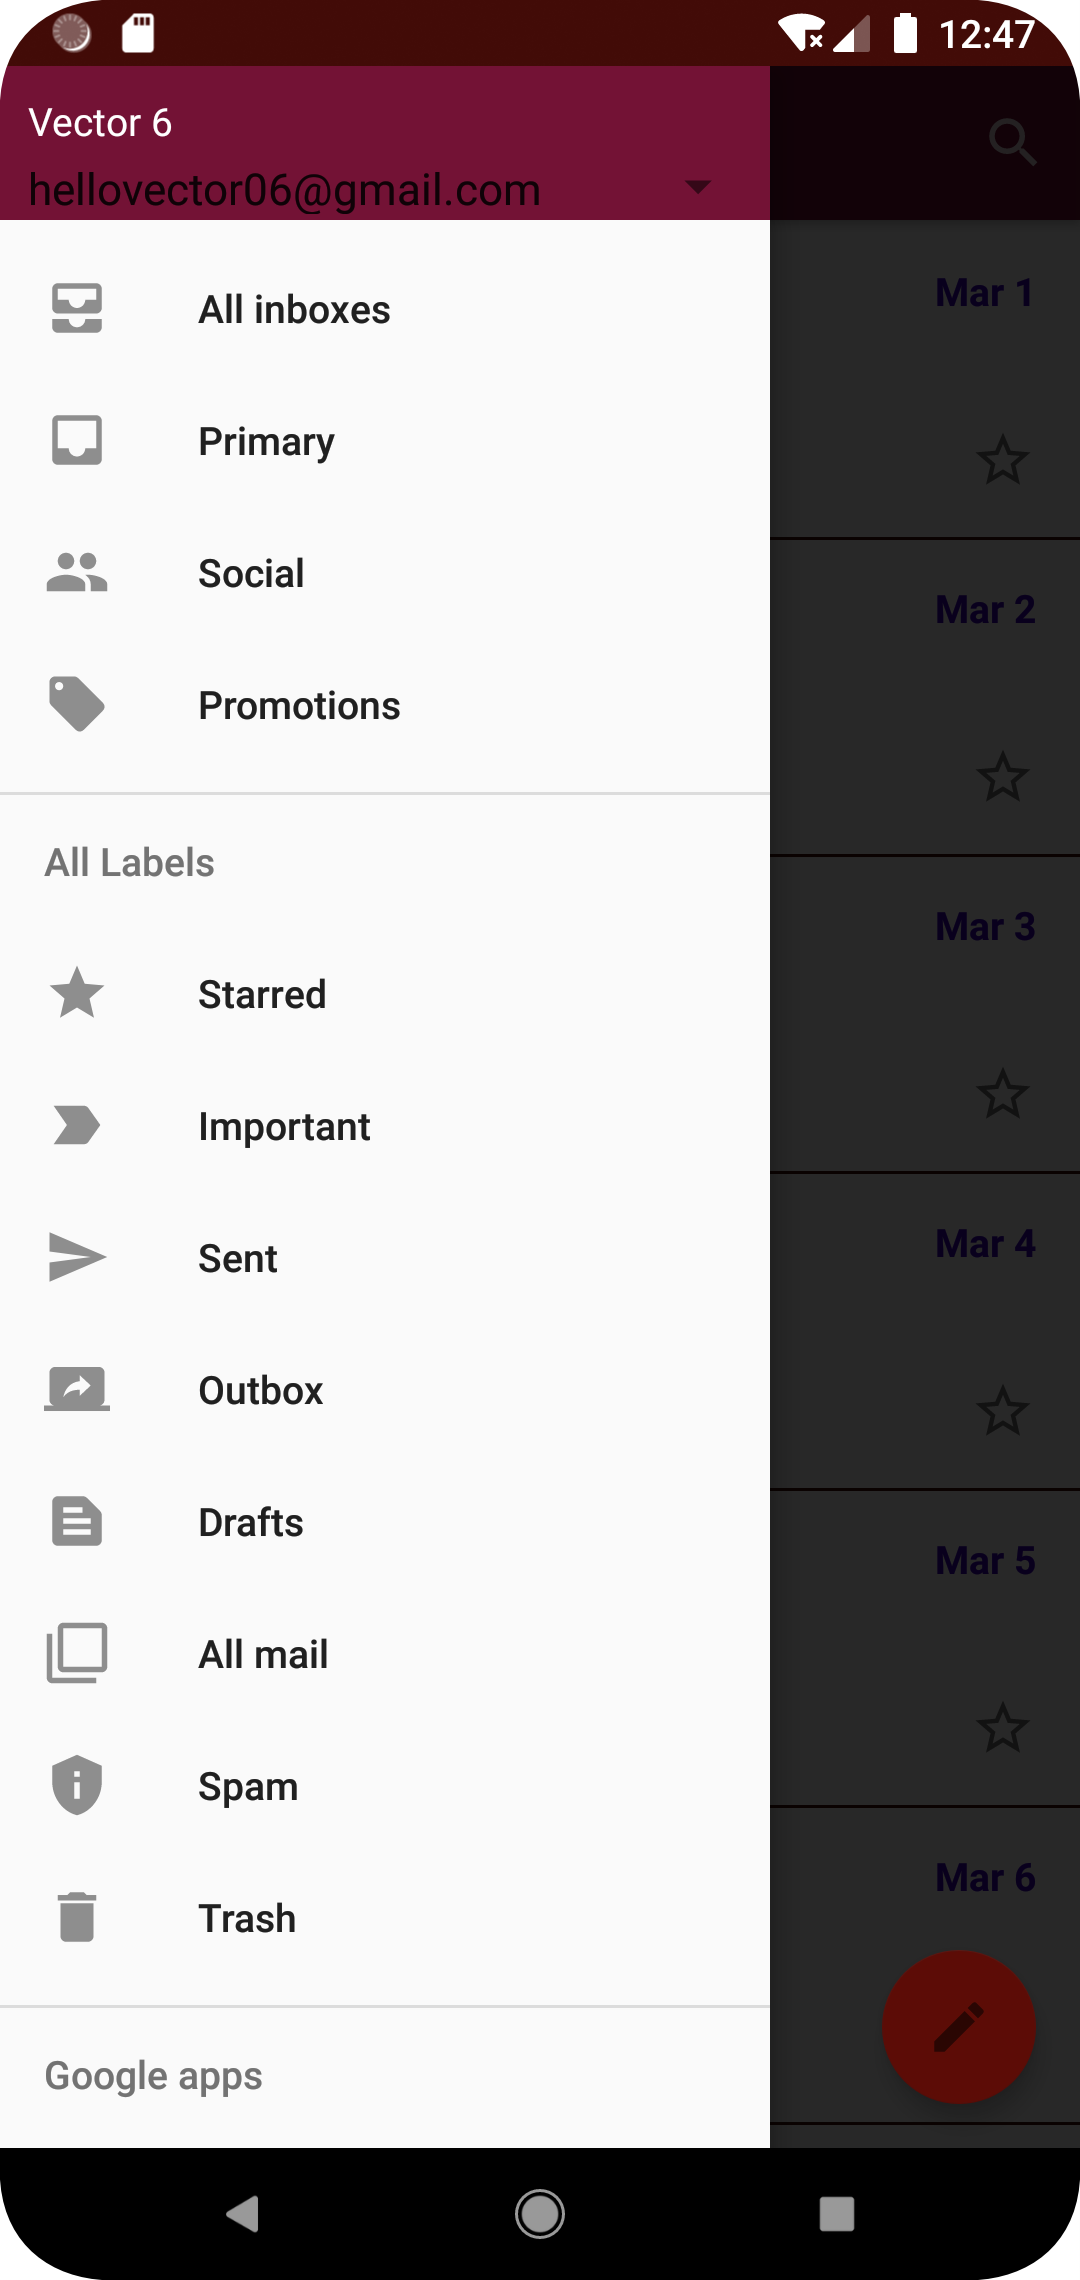 12:47
Vector 6
hellovector06@gmail.com
All inboxes
Primary
Social
Promotions
All Labels
Starred
Important
Sent
Outbox
Drafts
All mail
Spam
Trash
Google apps
Mar 1
Mar 2
Mar 3
Mar 4
Mar 5
Mar 6